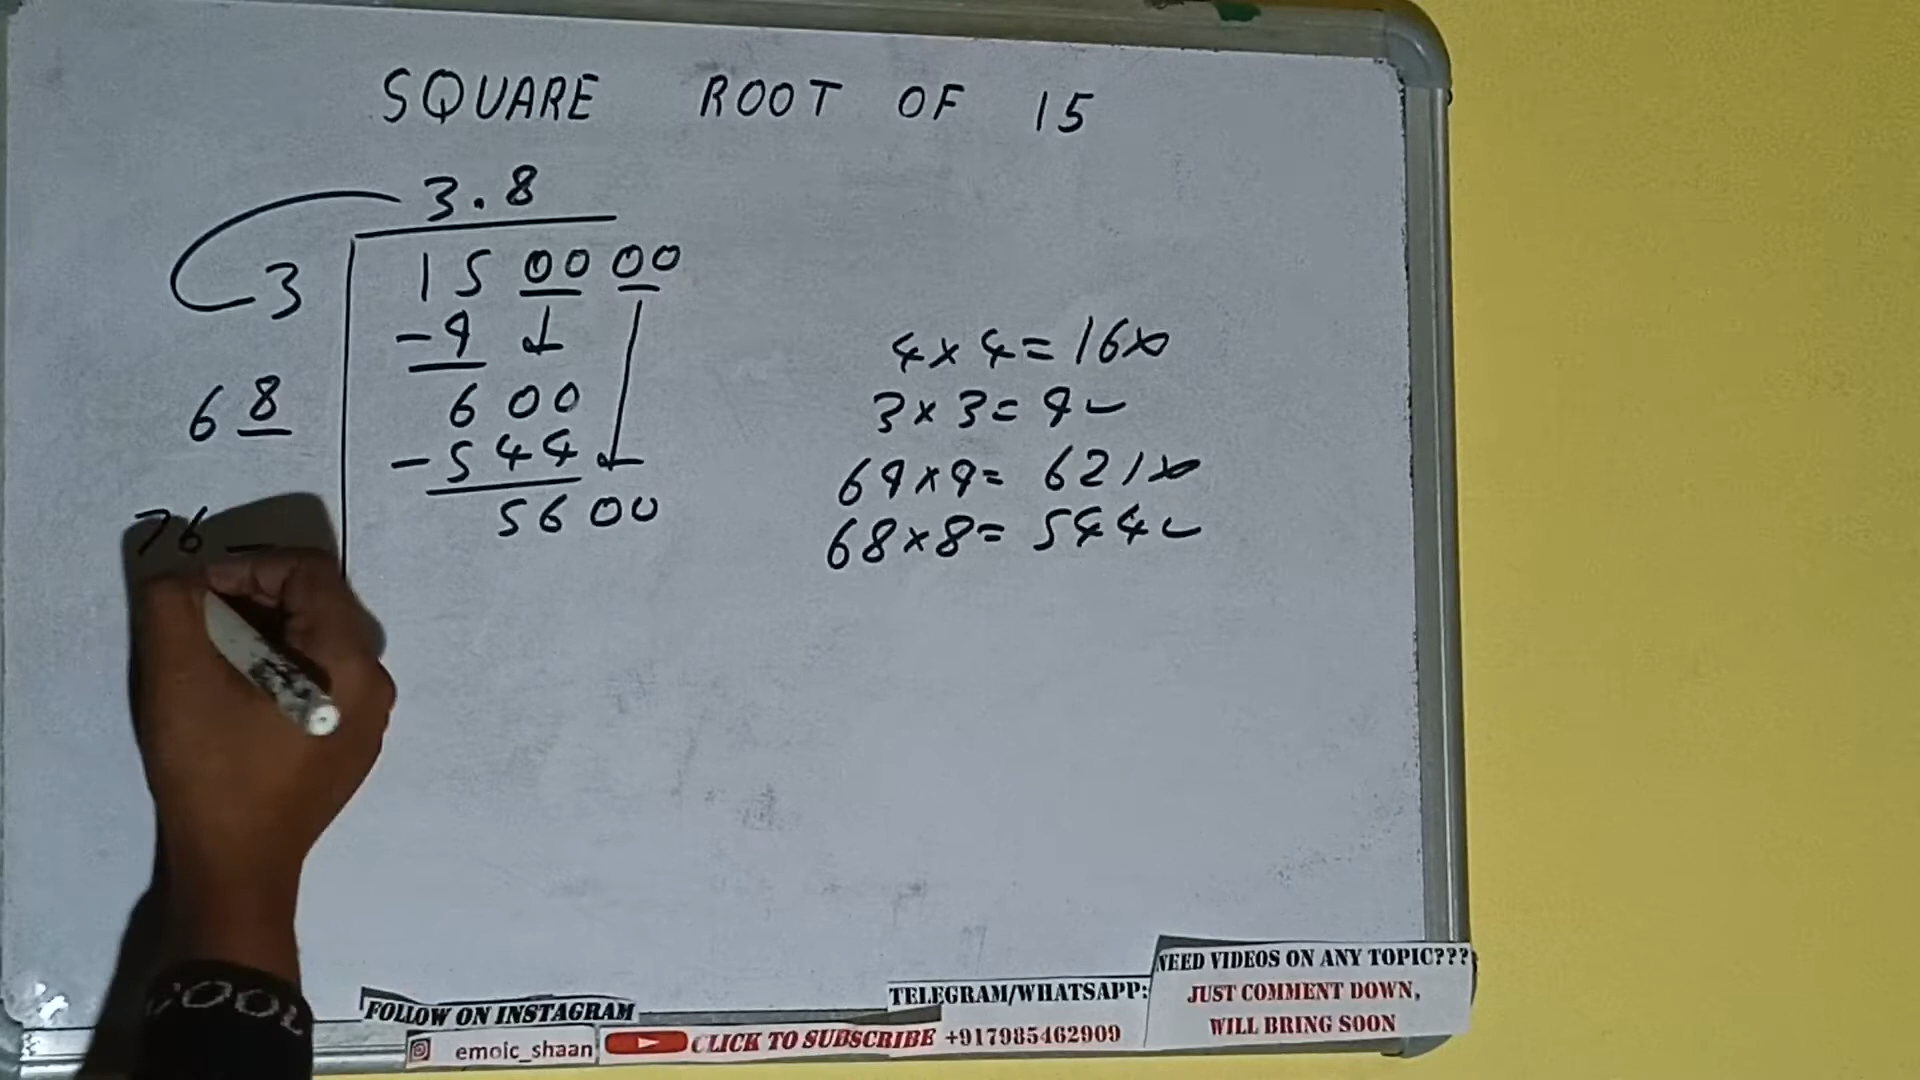 SQUARE ROOT OF 15
3.8
3 15 00 00
-9
600
68
-544
5600
76_
4×4=16×
3×3=9✓
69×9=621×
68×8=544✓
COOL
FOLLOW ON INSTAGRAM
emoic_shaan
CLICK TO SUBSCRIBE
TELEGRAM/WHATSAPP:
+917985462909
NEED VIDEOS ON ANY TOPIC???
JUST COMMENT DOWN,
WILL BRING SOON